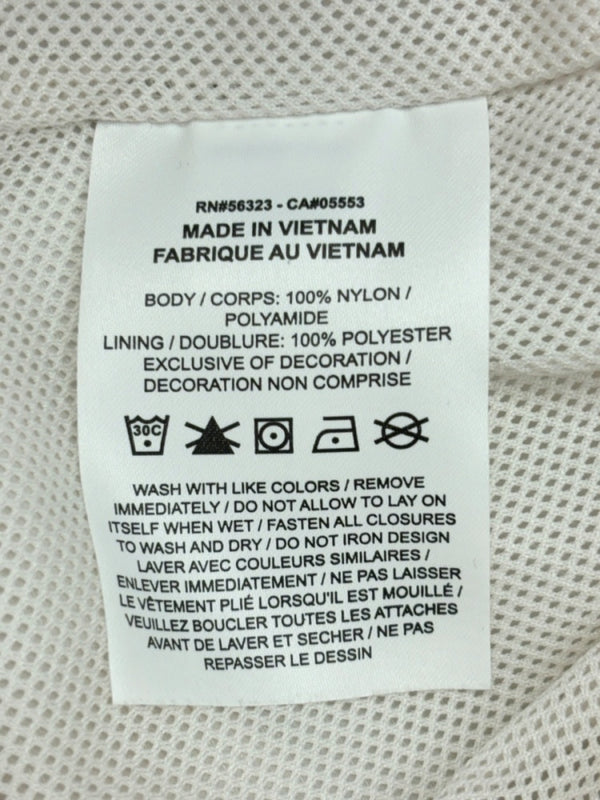 RN#56323 - CA#05553
MADE IN VIETNAM
FABRIQUE AU VIETNAM
BODY / CORPS: 100% NYLON /
POLYAMIDE
LINING / DOUBLURE: 100% POLYESTER
EXCLUSIVE OF DECORATION /
DECORATION NON COMPRISE
30C
WASH WITH LIKE COLORS / REMOVE
IMMEDIATELY / DO NOT ALLOW TO LAY ON
ITSELF WHEN WET / FASTEN ALL CLOSURES
TO WASH AND DRY / DO NOT IRON DESIGN
LAVER AVEC COULEURS SIMILAIRES /
ENLEVER IMMEDIATEMENT / NE PAS LAISSER
LE VÊTEMENT PLIÉ LORSQU'IL EST MOUILLÉ /
VEUILLEZ BOUCLER TOUTES LES ATTACHES
AVANT DE LAVER ET SECHER / NE PAS
REPASSER LE DESSIN